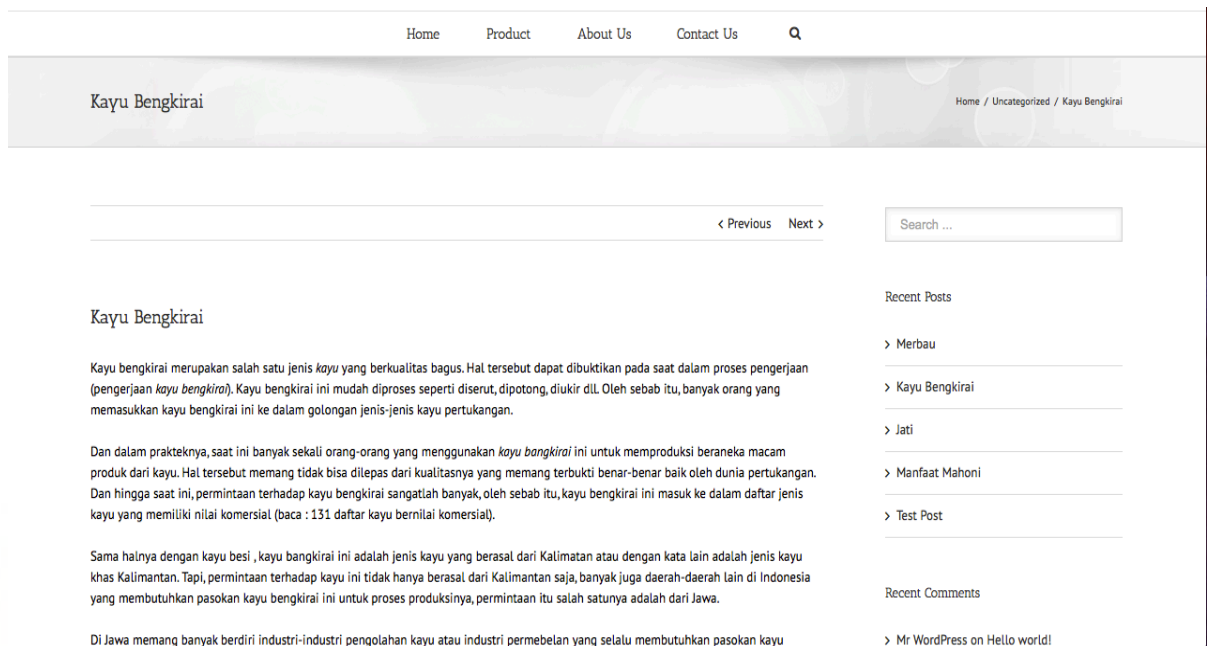 Home Product About Us Contact Us
Kayu Bengkirai
Home / Uncategorized / Kayu Bengkirai
< Previous Next >
Kayu Bengkirai
Kayu bengkirai merupakan salah satu jenis kayu yang berkualitas bagus. Hal tersebut dapat dibuktikan pada saat dalam proses pengerjaan
(pengerjaan kayu bengkirai). Kayu bengkirai ini mudah diproses seperti diserut, dipotong, diukir dll. Oleh sebab itu, banyak orang yang
memasukkan kayu bengkirai ini ke dalam golongan jenis-jenis kayu pertukangan.
Dan dalam prakteknya, saat ini banyak sekali orang-orang yang menggunakan kayu bangkirai ini untuk memproduksi beraneka macam
produk dari kayu. Hal tersebut memang tidak bisa dilepas dari kualitasnya yang memang terbukti benar-benar baik oleh dunia pertukangan.
Dan hingga saat ini, permintaan terhadap kayu bengkirai sangatlah banyak, oleh sebab itu, kayu bengkirai ini masuk ke dalam daftar jenis
kayu yang memiliki nilai komersial (baca : 131 daftar kayu bernilai komersial).
Sama halnya dengan kayu besi , kayu bangkirai ini adalah jenis kayu yang berasal dari Kalimatan atau dengan kata lain adalah jenis kayu
khas Kalimantan. Tapi, permintaan terhadap kayu ini tidak hanya berasal dari Kalimantan saja, banyak juga daerah-daerah lain di Indonesia
yang membutuhkan pasokan kayu bengkirai ini untuk proses produksinya, permintaan itu salah satunya adalah dari Jawa.
Di Jawa memang banyak berdiri industri-industri pengolahan kayu atau industri permebelan yang selalu membutuhkan pasokan kayu
Search ...
Recent Posts
> Merbau
> Kayu Bengkirai
> Jati
> Manfaat Mahoni
> Test Post
Recent Comments
> Mr WordPress on Hello world!